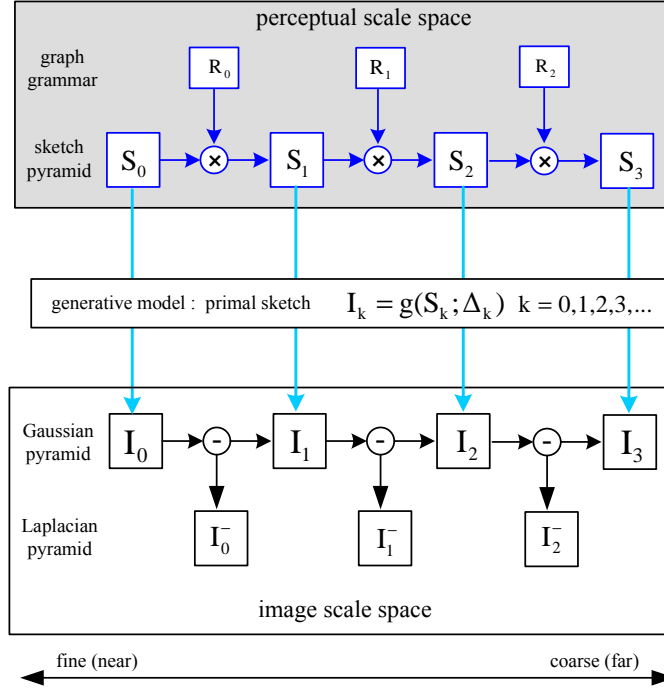 perceptual scale space
graph grammar
R₀ R₁ R₂
sketch pyramid
S₀ × S₁ × S₂ × S₃
generative model : primal sketch Iₖ = g(Sₖ; Δₖ) k = 0,1,2,3,...
Gaussian pyramid
I₀ - I₁ - I₂ - I₃
Laplacian pyramid
I₀⁻ I₁⁻ I₂⁻
image scale space
fine (near) coarse (far)